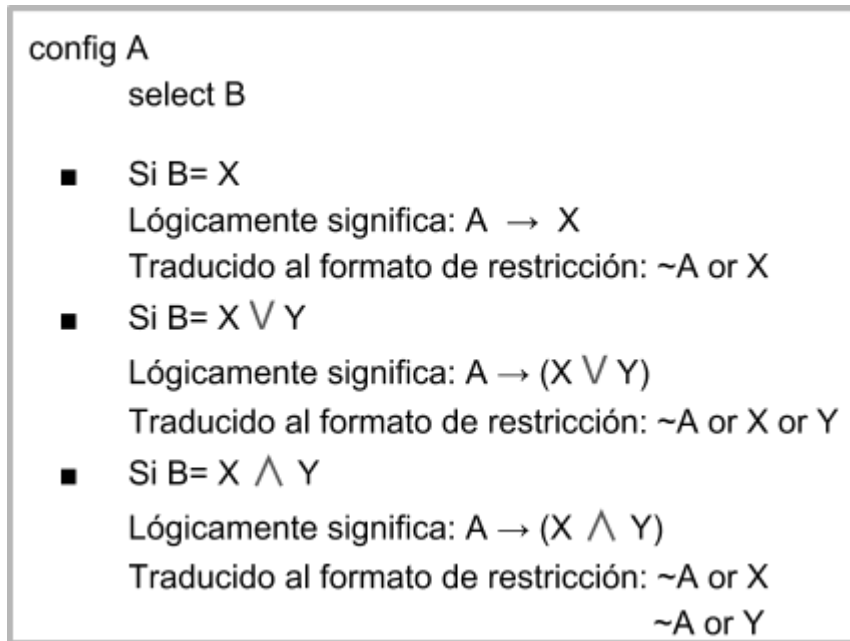 config A
select B
■ Si B= X
Lógicamente significa: A → X
Traducido al formato de restricción: ~A or X
■ Si B= X ∨ Y
Lógicamente significa: A → (X ∨ Y)
Traducido al formato de restricción: ~A or X or Y
■ Si B= X ∧ Y
Lógicamente significa: A → (X ∧ Y)
Traducido al formato de restricción: ~A or X
~A or Y